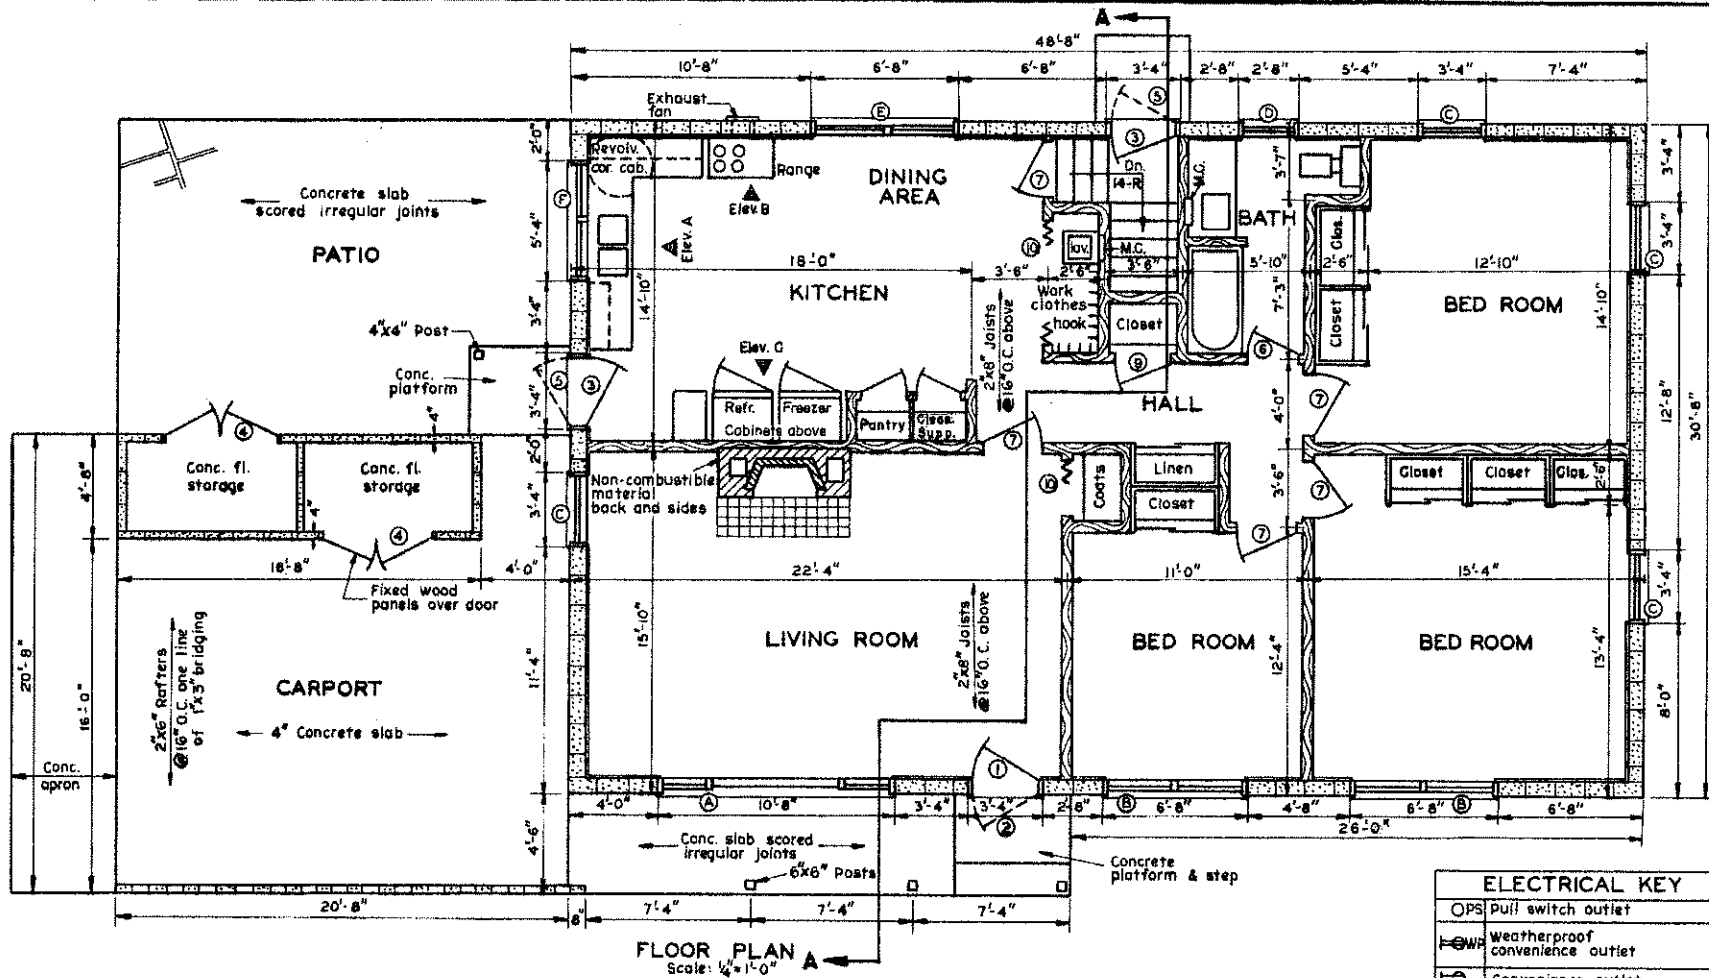 A
48'-8"
10'-8"
6'-8"
6'-8"
3'-4"
2'-8"
2'-8"
5'-4"
3'-4"
7'-4"
Exhaust
fan
E
5
D
C
3
2'-0"
Revolv.
cor. cab.
Range
DINING
AREA
7
Dn.
14-R
M.C.
3'-7"
3'-4"
Concrete slab
scored irregular joints
F
Elev. B
Elev. A
BATH
Clos.
3'-4"
PATIO
5'-4"
10
lav.
M.C.
C
18'-0"
3'-6"
2'-6"
3'-6"
5'-10"
2'-6"
12'-10"
KITCHEN
14'-10"
7'-3"
BED ROOM
14'-10"
Work
clothes
hook
Closet
Closet
3'-4"
4"x4" Post
2"x8" Joists
@16" O.C. above
Elev. C
9
6
Conc.
platform
5
3
3'-4"
Refr.
Freezer
Cabinets above
Pantry
Clean.
Supp.
HALL
4'-0"
7
7
12'-8"
30'-8"
4"
4
2'-0"
Conc. fl.
storage
Conc. fl.
storage
4'-8"
4"
4
3'-4"
C
Non-combustible
material
back and sides
10
Coats
Linen
Closet
3'-6"
7
7
Closet
Closet
Clos.
2'-6"
16'-8"
4'-0"
22'-4"
11'-0"
15'-4"
3'-4"
C
Fixed wood
panels over door
2"x6" Rafters
@16" O.C. one line
of 1"x3" bridging
15'-10"
LIVING ROOM
2"x8" Joists
@16" O.C. above
BED ROOM
12'-4"
BED ROOM
13'-4"
20'-8"
16'-0"
CARPORT
11'-4"
4" Concrete slab
8'-0"
Conc.
apron
1
4'-0"
A
10'-8"
3'-4"
3'-4"
2'-8"
B
6'-8"
4'-8"
6'-8"
B
6'-8"
2
26'-0"
4'-6"
Conc. slab scored
irregular joints
6"x6" Posts
Concrete
platform & step
20'-8"
8"
7'-4"
7'-4"
7'-4"
FLOOR PLAN
Scale: 1/4"=1'-0"
A
ELECTRICAL KEY
PS Pull switch outlet
WP Weatherproof
convenience outlet
Convenience outlet